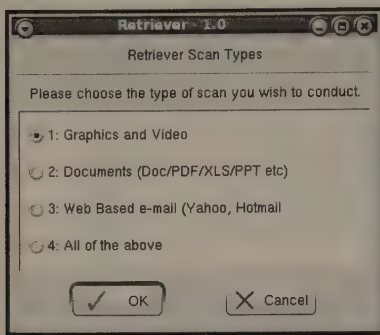 Retriever - 1.0
Retriever Scan Types
Please choose the type of scan you wish to conduct.
1: Graphics and Video
2: Documents (Doc/PDF/XLS/PPT etc)
3: Web Based e-mail (Yahoo, Hotmail
4: All of the above
OK
Cancel